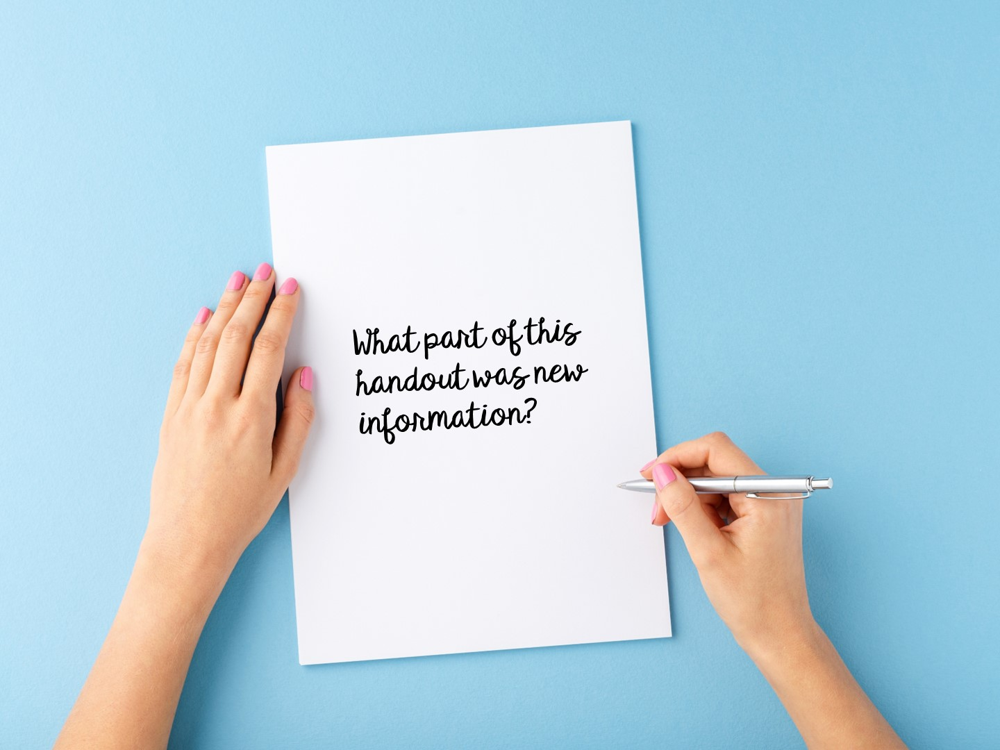 What part of this
handout was new
information?